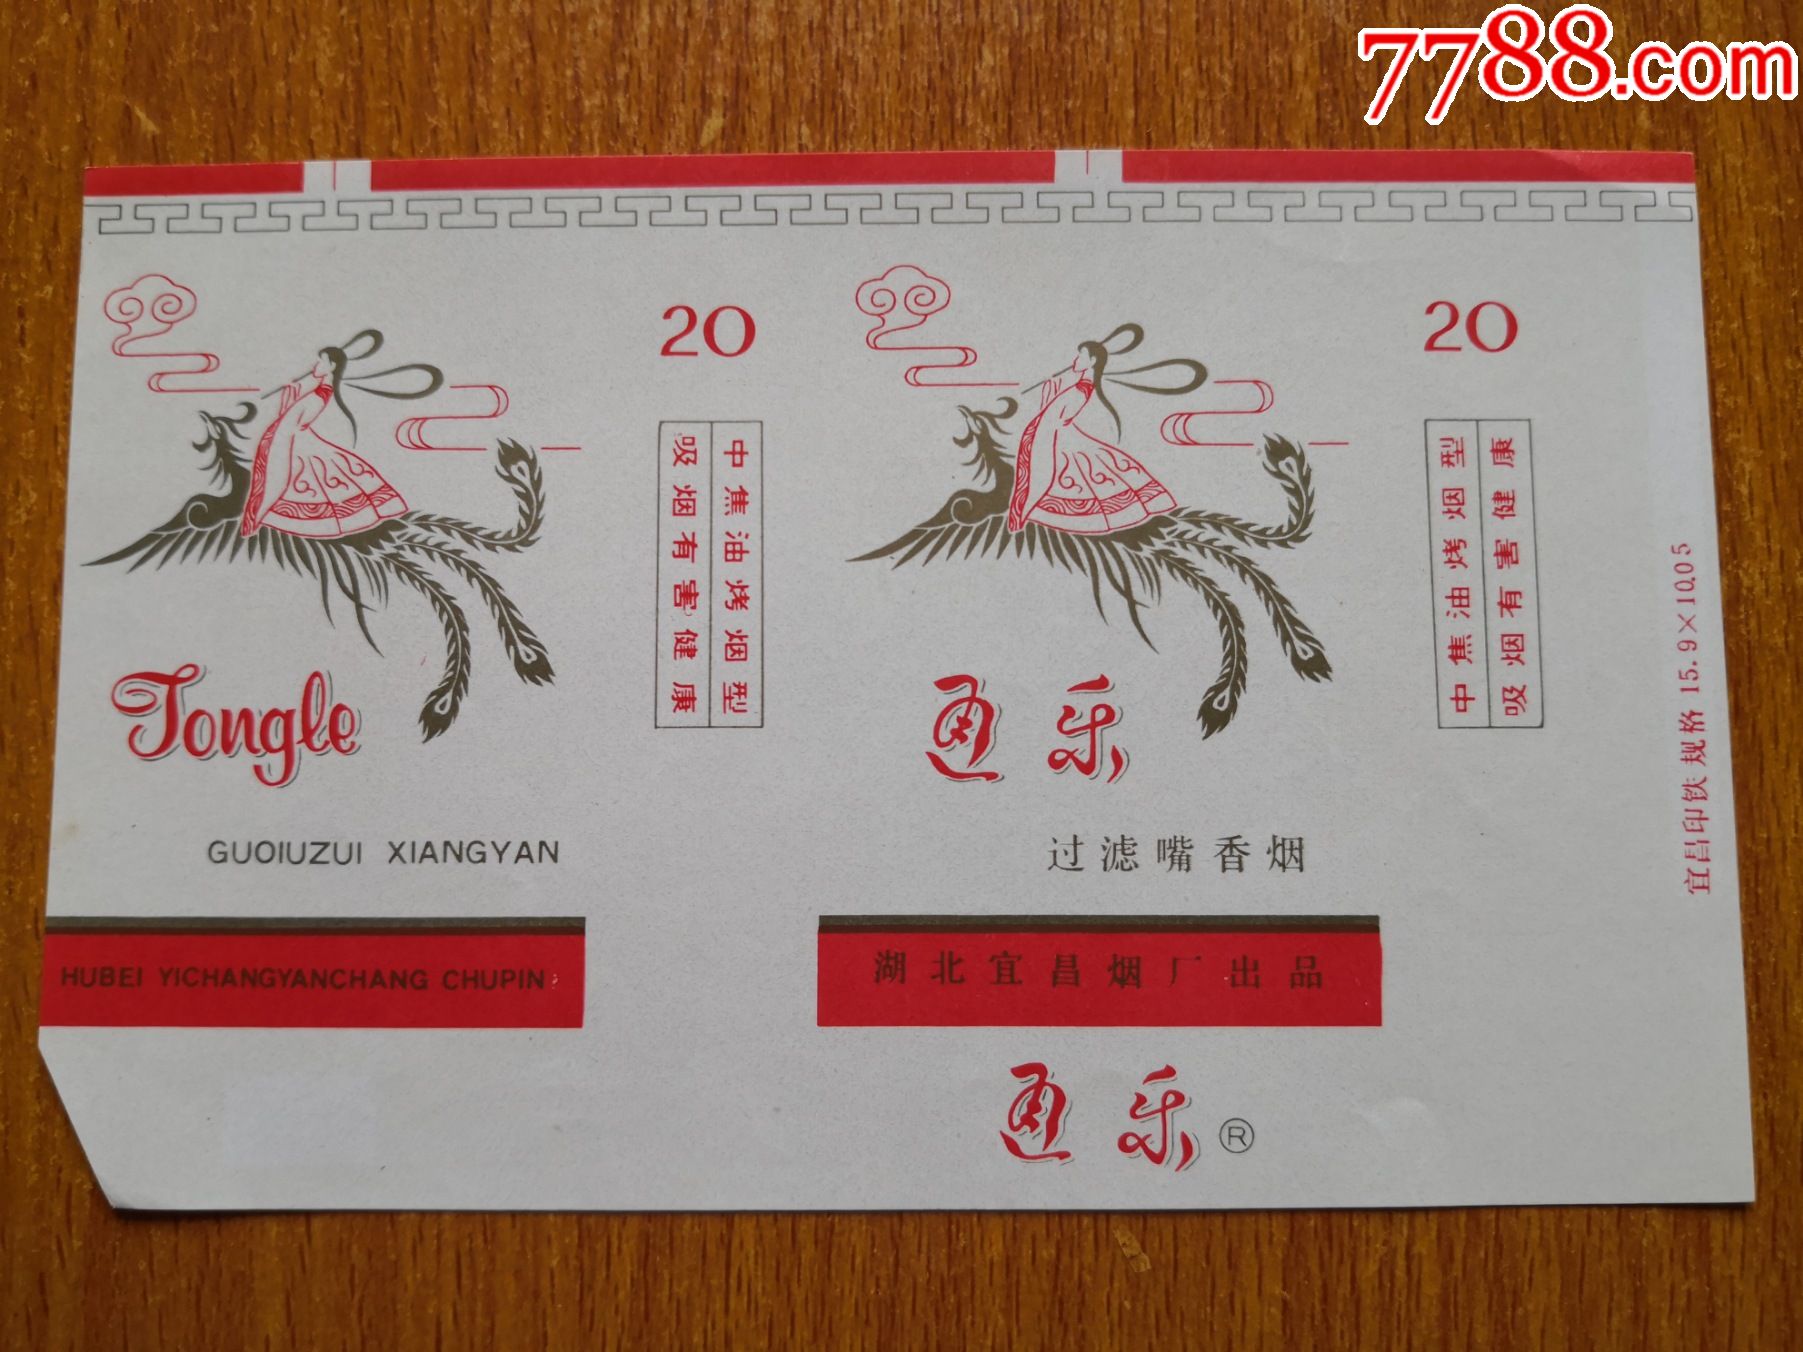 7788.com
20
中焦油烤烟型
吸烟有害健康
Tongle
GUOIUZUI XIANGYAN
HUBEI YICHANGYANCHANG CHUPIN
20
中焦油烤烟型
吸烟有害健康
通乐
过滤嘴香烟
湖北宜昌烟厂出品
通乐®
宜昌印铁 规格 15.9×10.05